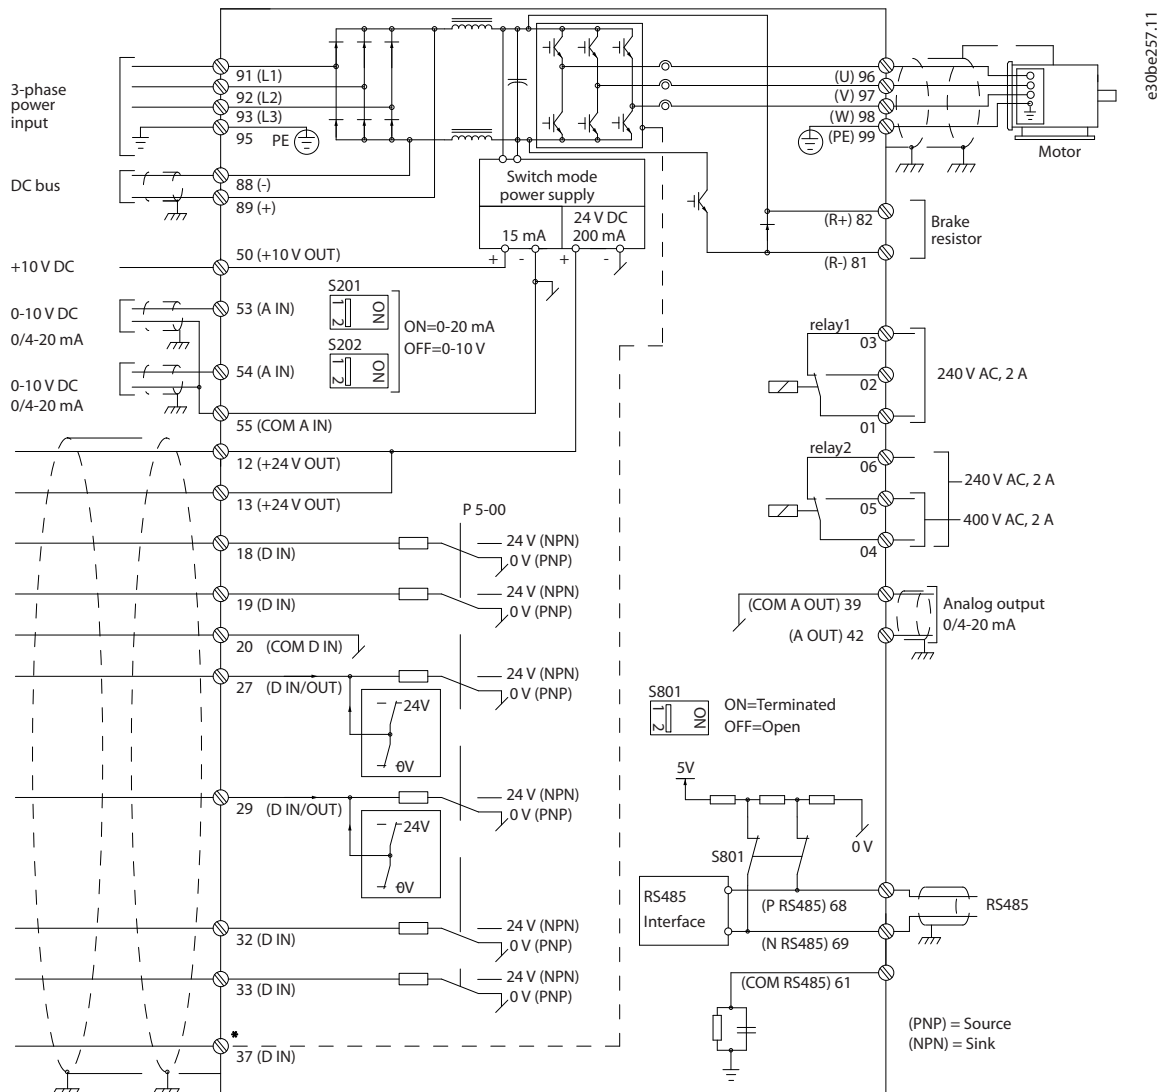 e30be257.11
3-phase
power
input
91 (L1)
92 (L2)
93 (L3)
95
PE
DC bus
88 (-)
89 (+)
Switch mode
power supply
15 mA
24 V DC
200 mA
+ - + -
(U) 96
(V) 97
(W) 98
(PE) 99
Motor
(R+) 82
(R-) 81
Brake
resistor
+10 V DC
50 (+10 V OUT)
0-10 V DC
0/4-20 mA
53 (A IN)
S201
1 2
ON
S202
1 2
ON
ON=0-20 mA
OFF=0-10 V
0-10 V DC
0/4-20 mA
54 (A IN)
55 (COM A IN)
12 (+24 V OUT)
13 (+24 V OUT)
relay1
03
02
01
240 V AC, 2 A
relay2
06
05
04
240 V AC, 2 A
400 V AC, 2 A
P 5-00
18 (D IN)
24 V (NPN)
0 V (PNP)
19 (D IN)
24 V (NPN)
0 V (PNP)
20 (COM D IN)
27 (D IN/OUT)
24 V (NPN)
0 V (PNP)
24V
0V
29 (D IN/OUT)
24 V (NPN)
0 V (PNP)
24V
0V
32 (D IN)
24 V (NPN)
0 V (PNP)
33 (D IN)
24 V (NPN)
0 V (PNP)
*
37 (D IN)
(COM A OUT) 39
(A OUT) 42
Analog output
0/4-20 mA
S801
1 2
ON
ON=Terminated
OFF=Open
5V
0 V
S801
RS485
Interface
(P RS485) 68
(N RS485) 69
RS485
(COM RS485) 61
(PNP) = Source
(NPN) = Sink